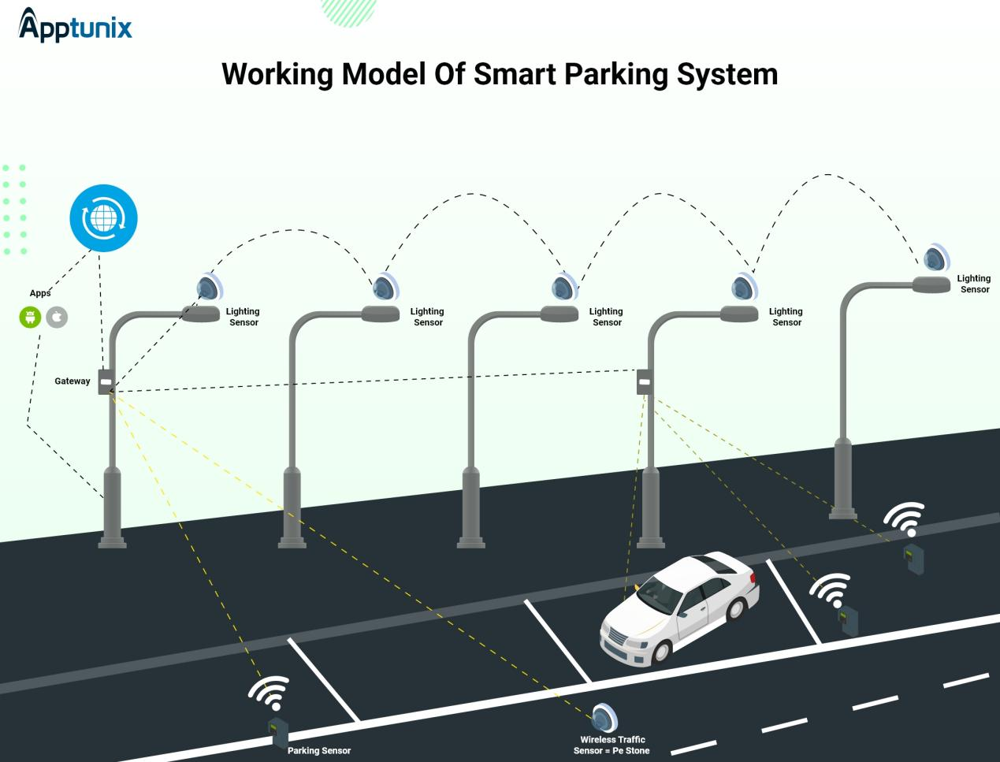 Apptunix
Working Model Of Smart Parking System
Apps
Gateway
Lighting
Sensor
Lighting
Sensor
Lighting
Sensor
Lighting
Sensor
Lighting
Sensor
Parking Sensor
Wireless Traffic
Sensor = Pe Stone